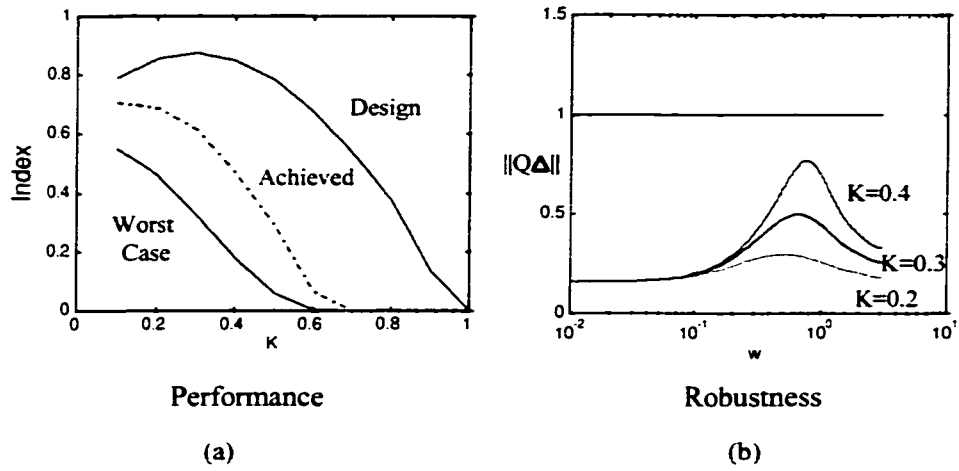 1
0.8
0.6
0.4
0.2
0
Index
Design
Achieved
Worst
Case
0
0.2
0.4
0.6
0.8
1
K
Performance
(a)
1.5
1
0.5
0
||QΔ||
K=0.4
K=0.3
K=0.2
10-2
10-1
100
101
w
Robustness
(b)